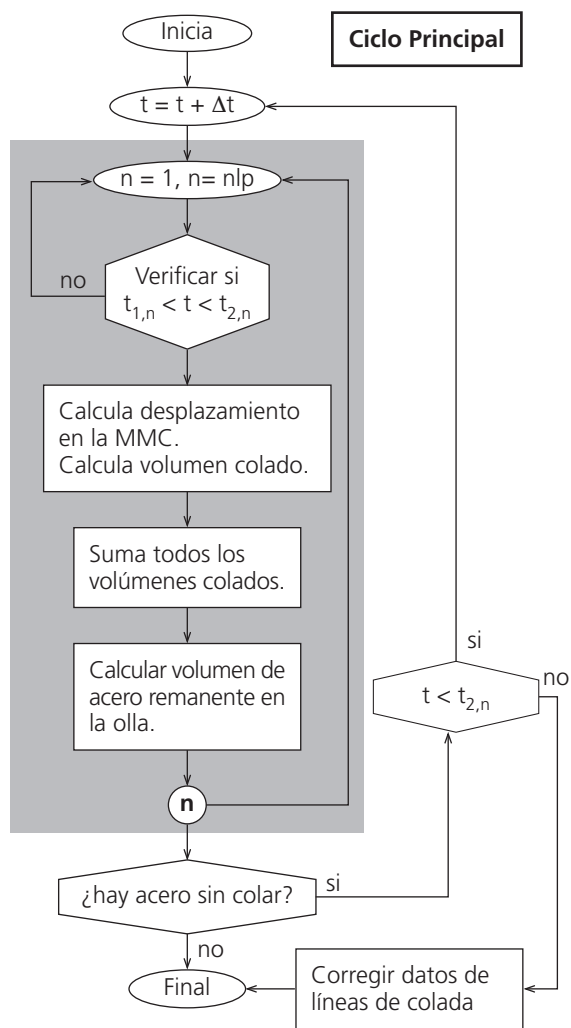 Inicia
Ciclo Principal
t = t + Δt
n = 1, n= nlp
no
Verificar si
t1,n < t < t2,n
Calcula desplazamiento
en la MMC.
Calcula volumen colado.
Suma todos los
volúmenes colados.
Calcular volumen de
acero remanente en
la olla.
n
si
no
t < t2,n
¿hay acero sin colar?
si
no
Final
Corregir datos de
líneas de colada